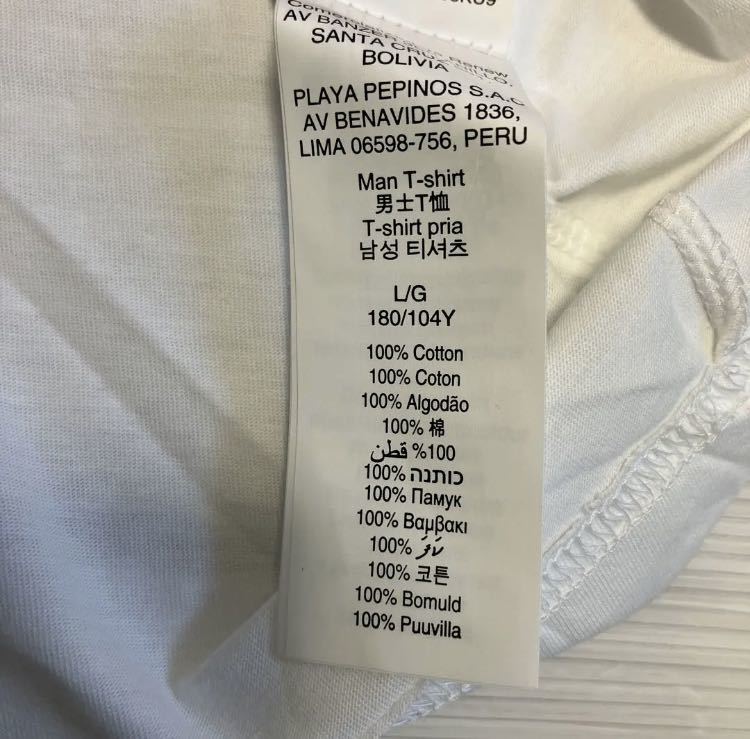 AV BANZER
SANTA CRUZ
BOLIVIA
PLAYA PEPINOS S.A.C
AV BENAVIDES 1836,
LIMA 06598-756, PERU
Man T-shirt
男士T恤
T-shirt pria
남성 티셔츠
L/G
180/104Y
100% Cotton
100% Coton
100% Algodão
100% 棉
100% قطن
100% כותנה
100% Памук
100% Βαμβακι
100%
100% 코튼
100% Bomuld
100% Puuvilla